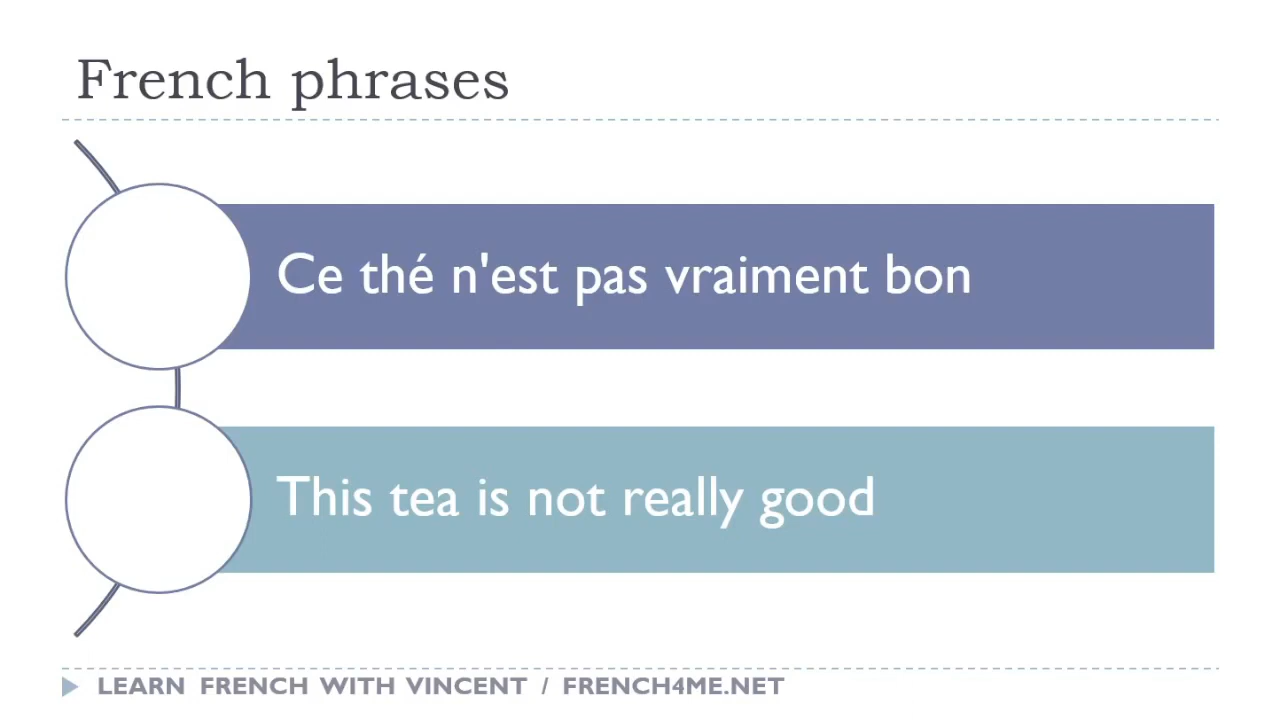 French phrases
Ce thé n'est pas vraiment bon
This tea is not really good
LEARN FRENCH WITH VINCENT / FRENCH4ME.NET